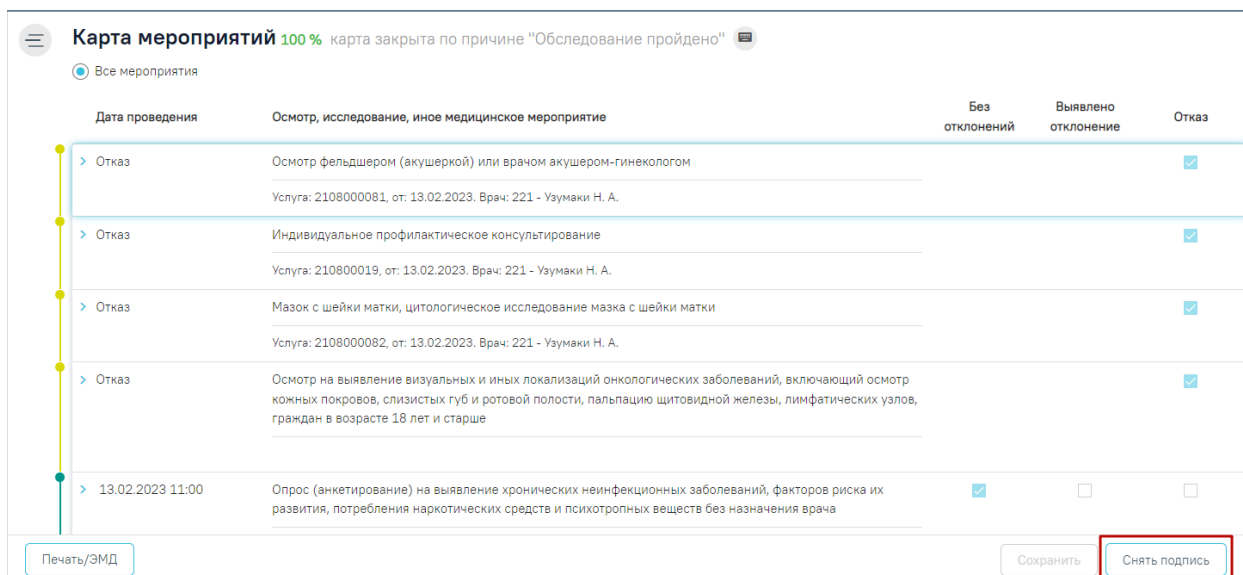 Карта мероприятий 100 % карта закрыта по причине "Обследование пройдено"
Все мероприятия
Дата проведения Осмотр, исследование, иное медицинское мероприятие Без отклонений Выявлено отклонение Отказ
Отказ Осмотр фельдшером (акушеркой) или врачом акушером-гинекологом
Услуга: 2108000081, от: 13.02.2023. Врач: 221 - Узумаки Н. А.
Отказ Индивидуальное профилактическое консультирование
Услуга: 210800019, от: 13.02.2023. Врач: 221 - Узумаки Н. А.
Отказ Мазок с шейки матки, цитологическое исследование мазка с шейки матки
Услуга: 2108000082, от: 13.02.2023. Врач: 221 - Узумаки Н. А.
Отказ Осмотр на выявление визуальных и иных локализаций онкологических заболеваний, включающий осмотр
кожных покровов, слизистых губ и ротовой полости, пальпацию щитовидной железы, лимфатических узлов,
граждан в возрасте 18 лет и старше
13.02.2023 11:00 Опрос (анкетирование) на выявление хронических неинфекционных заболеваний, факторов риска их
развития, потребления наркотических средств и психотропных веществ без назначения врача
Печать/ЭМД Сохранить Снять подпись